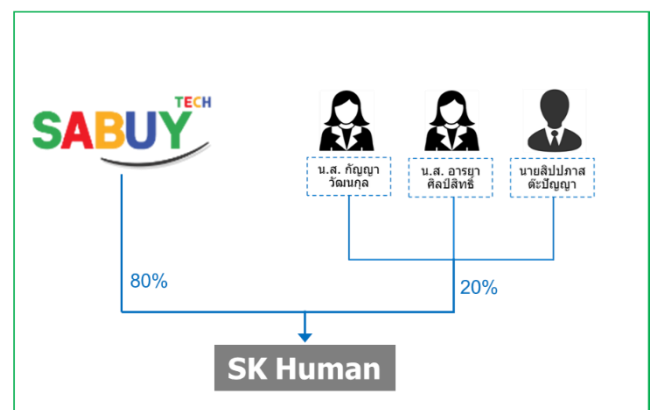 TECH
SABUY
น.ส. กัญญา
วัฒนกุล
น.ส. อารยา
ศิลป์สิทธิ์
นายสิปปภาส
ต๊ะปัญญา
80%
20%
SK Human